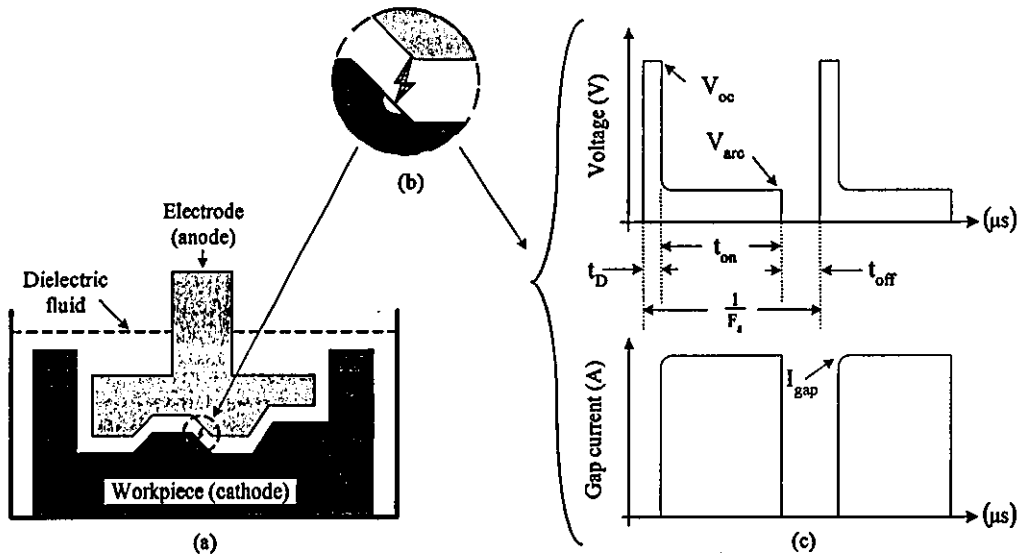 Electrode
(anode)
Dielectric
fluid
Workpiece (cathode)
(a)
(b)
Voltage (V)
V_oc
V_arc
(μs)
t_D
t_on
t_off
1
F_s
Gap current (A)
I_gap
(μs)
(c)